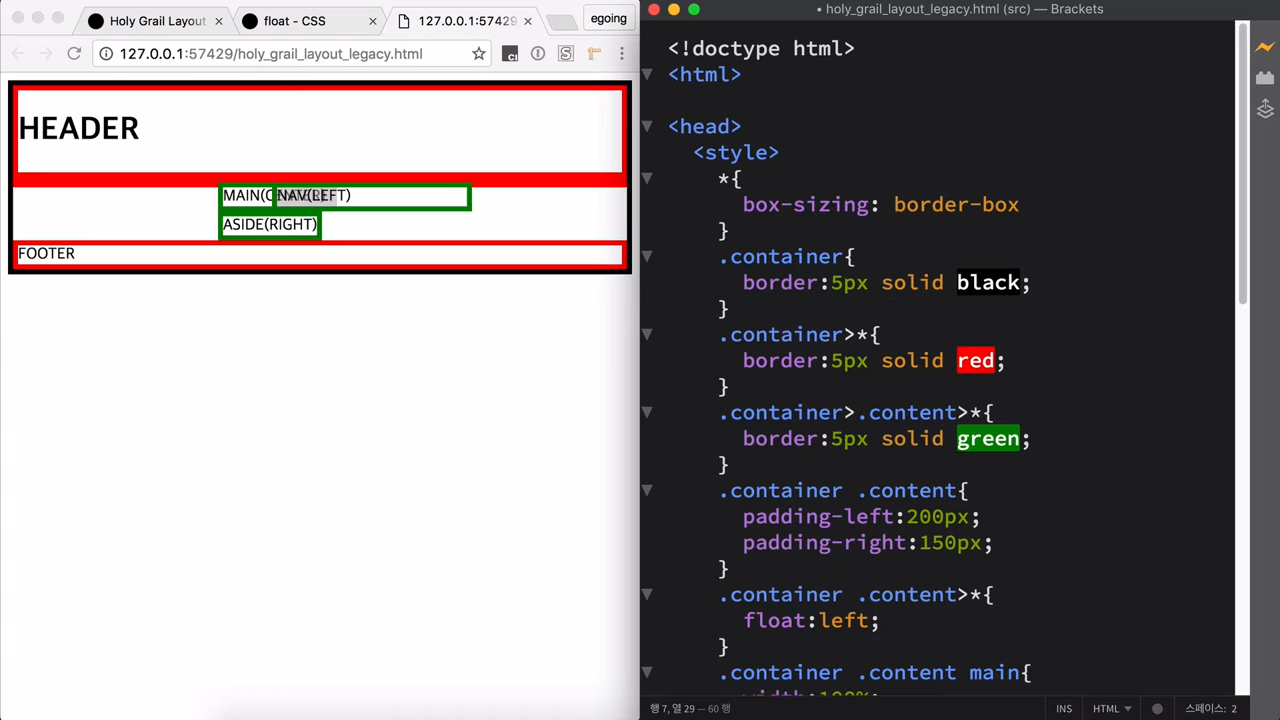 Holy Grail Layout
float - CSS
127.0.0.1:57429
egoing
127.0.0.1:57429/holy_grail_layout_legacy.html
HEADER
MAIN(C
NAV(LEFT)
ASIDE(RIGHT)
FOOTER
• holy_grail_layout_legacy.html (src) — Brackets
<!doctype html>
<html>
<head>
<style>
*{
box-sizing: border-box
}
.container{
border:5px solid black;
}
.container>*{
border:5px solid red;
}
.container>.content>*{
border:5px solid green;
}
.container .content{
padding-left:200px;
padding-right:150px;
}
.container .content>*{
float:left;
}
.container .content main{
width:100%;
행 7, 열 29 — 60 행
INS
HTML
스페이스: 2